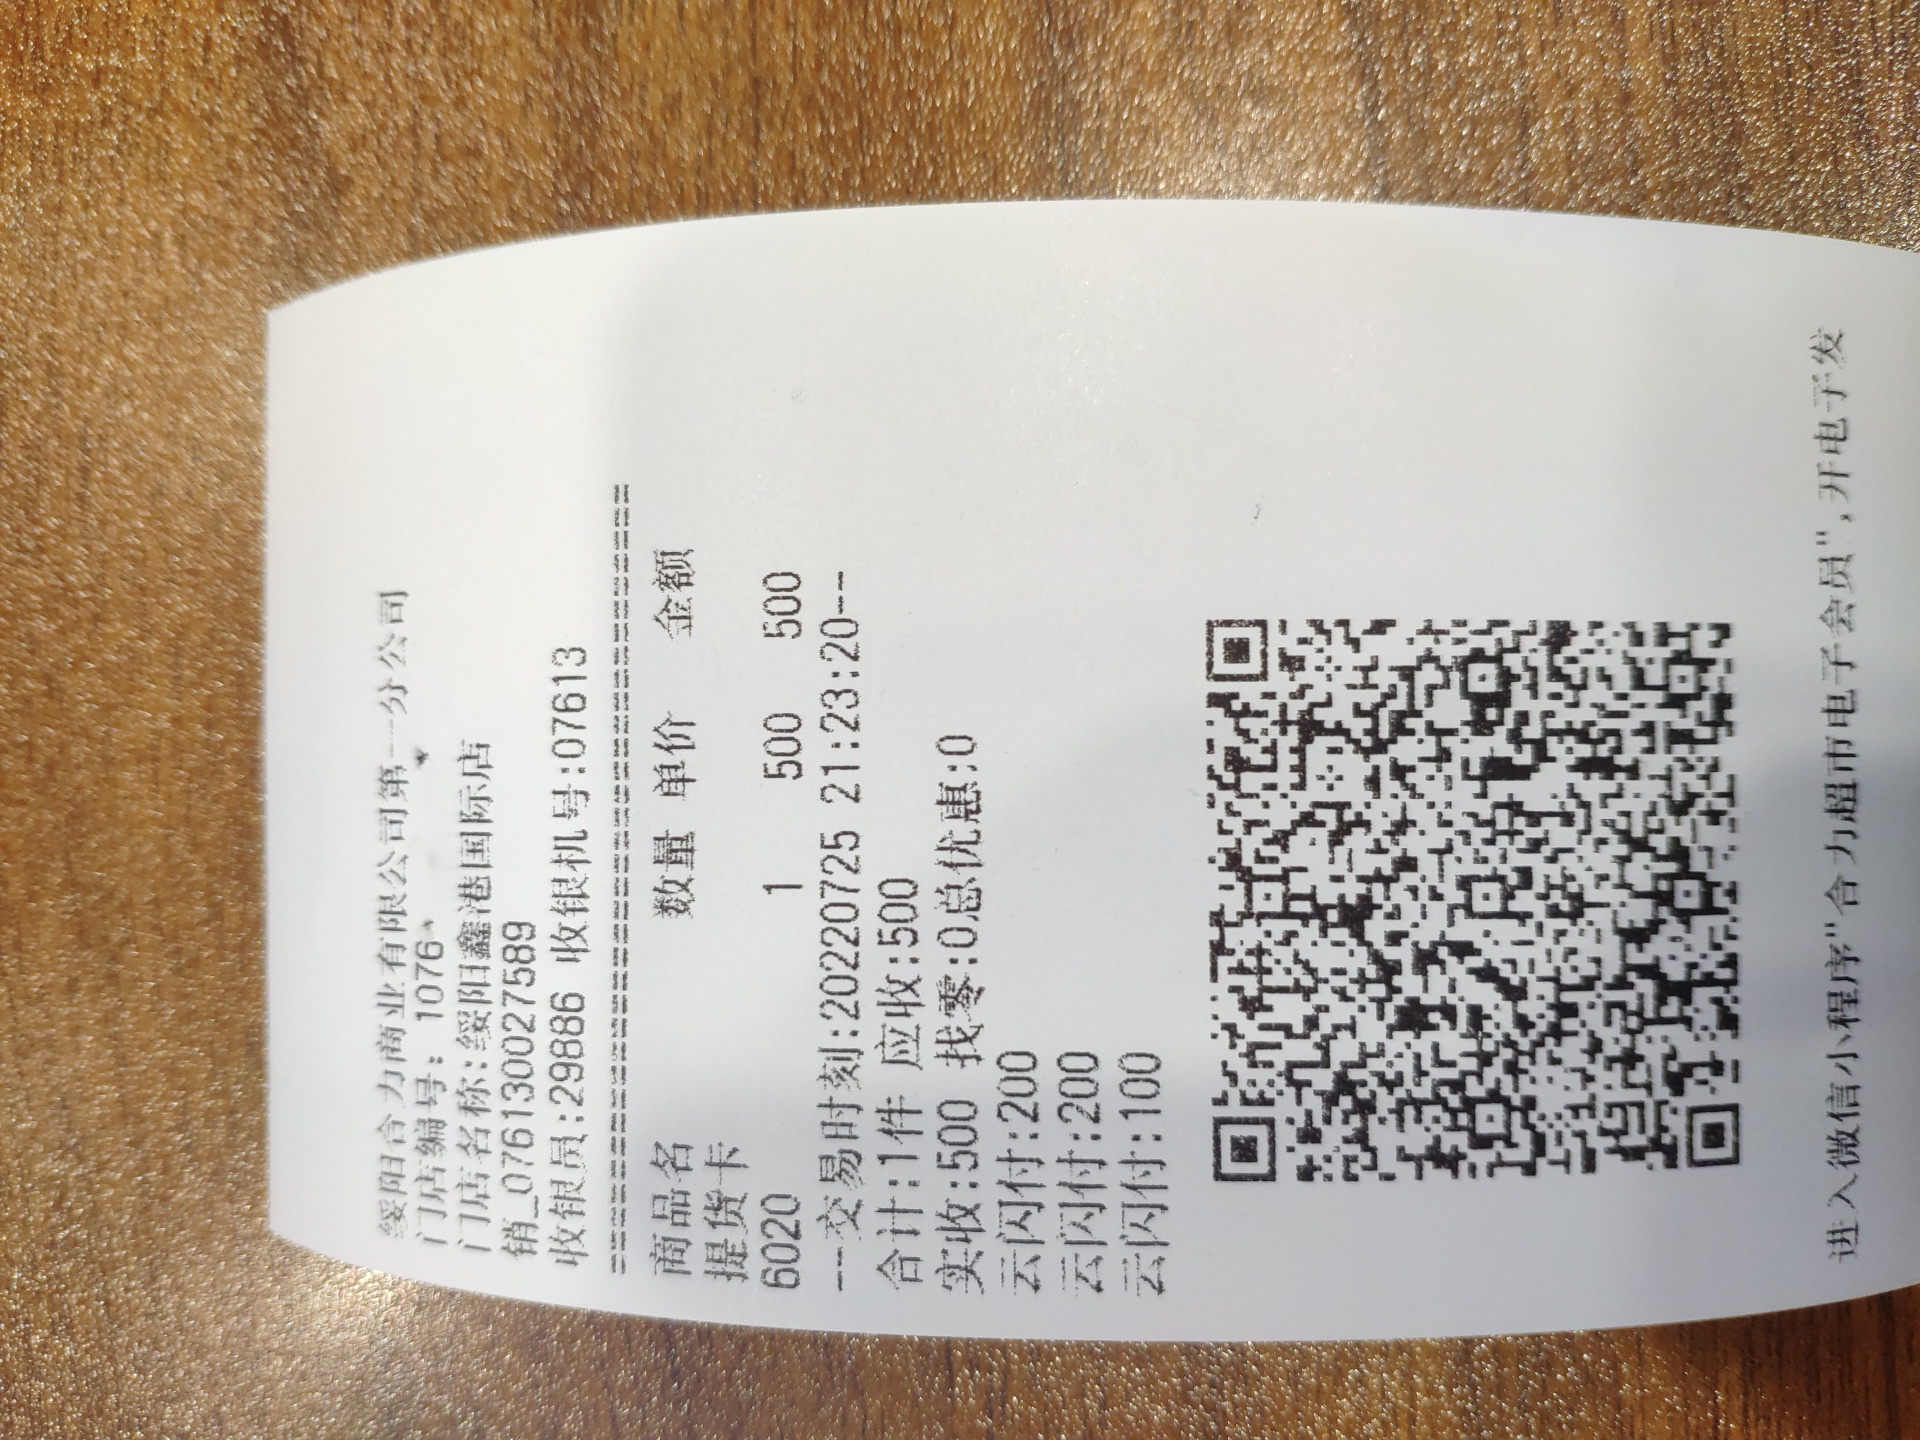 绥阳合力商业有限公司第一分公司
门店编号: 1076
门店名称:绥阳鑫港国际店
销_076130027589
收银员:29886 收银机号:07613
商品名 数量 单价 金额
提货卡
6020 1 500 500
--交易时刻:20220725 21:23:20--
合计:1件 应收:500
实收:500 找零:0总优惠:0
云闪付:200
云闪付:200
云闪付:100
进入微信小程序"合力超市电子会员",开电子发